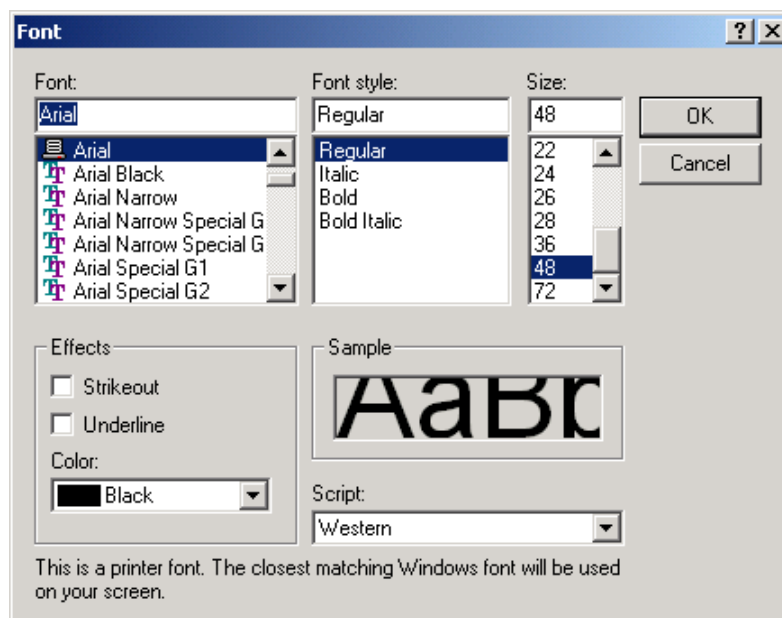 Font
Font:
Arial
Arial
Arial Black
Arial Narrow
Arial Narrow Special G
Arial Narrow Special G
Arial Special G1
Arial Special G2
Font style:
Regular
Regular
Italic
Bold
Bold Italic
Size:
48
22
24
26
28
36
48
72
OK
Cancel
Effects
Strikeout
Underline
Color:
Black
Sample
AaBb
Script:
Western
This is a printer font. The closest matching Windows font will be used
on your screen.